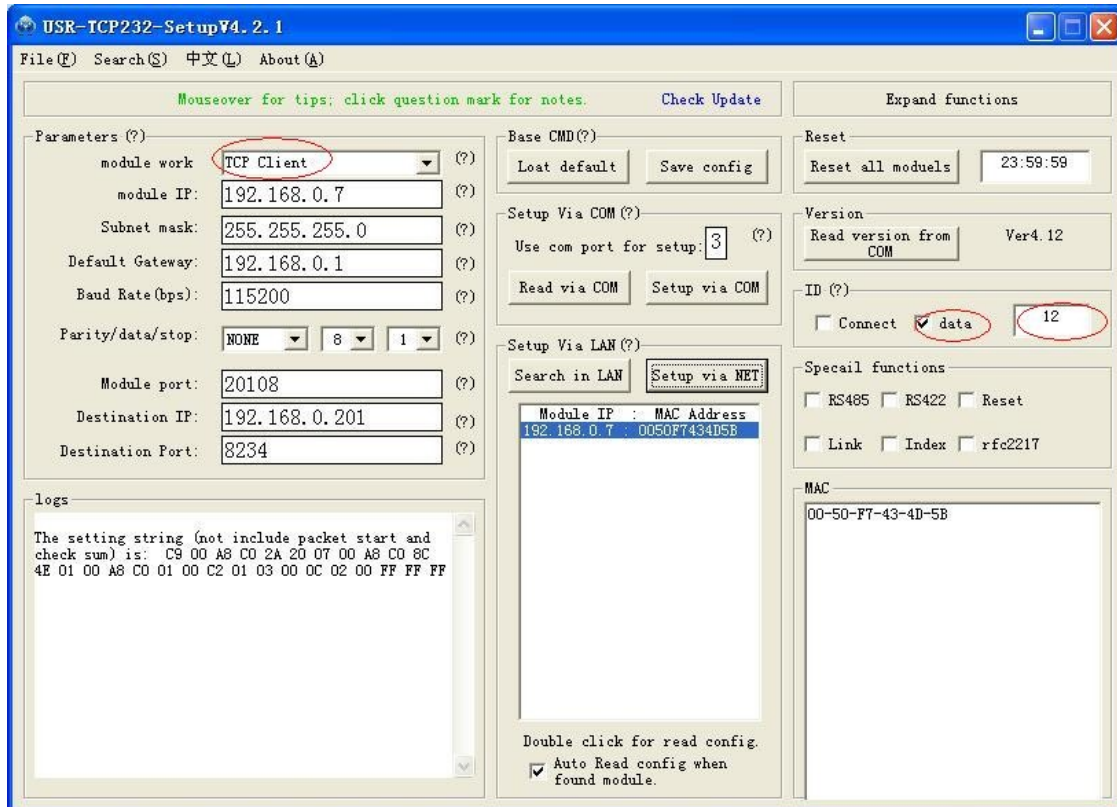 USR-TCP232-SetupV4.2.1
File(F) Search(S) 中文(L) About(A)
Mouseover for tips; click question mark for notes. Check Update
Expand functions
Parameters (?)
module work TCP Client (?)
module IP: 192.168.0.7 (?)
Subnet mask: 255.255.255.0 (?)
Default Gateway: 192.168.0.1 (?)
Baud Rate(bps): 115200 (?)
Parity/data/stop: NONE 8 1 (?)
Module port: 20108 (?)
Destination IP: 192.168.0.201 (?)
Destination Port: 8234 (?)
logs
The setting string (not include packet start and
check sum) is: C9 00 A8 C0 2A 20 07 00 A8 C0 8C
4E 01 00 A8 C0 01 00 C2 01 03 00 0C 02 00 FF FF FF
Base CMD(?)
Loat default Save config
Setup Via COM (?)
Use com port for setup: 3 (?)
Read via COM Setup via COM
Setup Via LAN(?)
Search in LAN Setup via NET
Module IP : MAC Address
192.168.0.7 : 0050F7434D5B
Double click for read config.
Auto Read config when
found module.
Reset
Reset all moduels 23:59:59
Version
Read version from
COM
Ver4.12
ID (?)
Connect data 12
Specail functions
RS485 RS422 Reset
Link Index rfc2217
MAC
00-50-F7-43-4D-5B